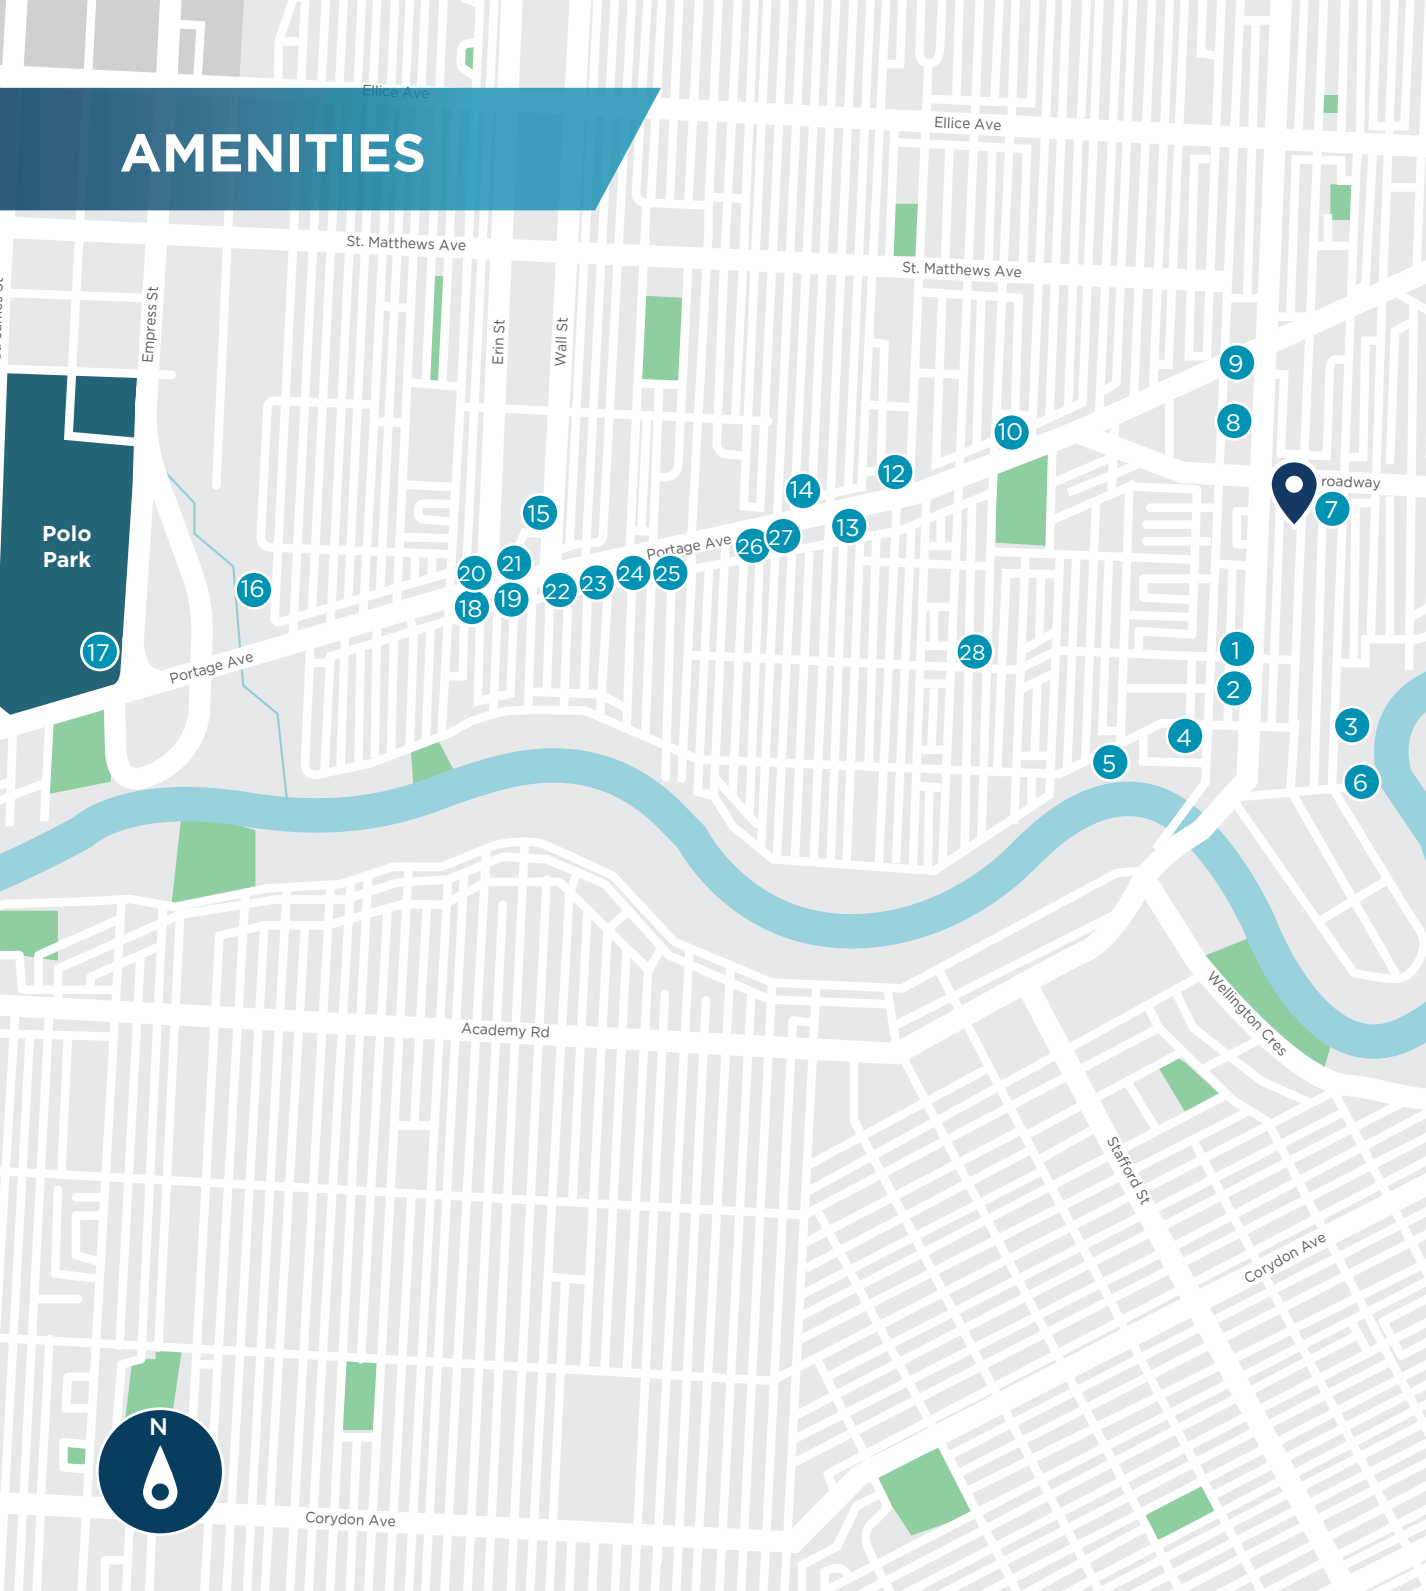 Ellice Ave
Ellice Ave
AMENITIES
St. Matthews Ave
St. Matthews Ave
Empress St
Erin St
Wall St
9
8
10
12
14
roadway
7
15
13
Portage Ave
26
27
Polo
Park
16
20
21
24
25
18
19
22
23
17
Portage Ave
28
1
2
3
4
5
6
Wellington Cres
Academy Rd
Stafford St
Corydon Ave
N
Corydon Ave